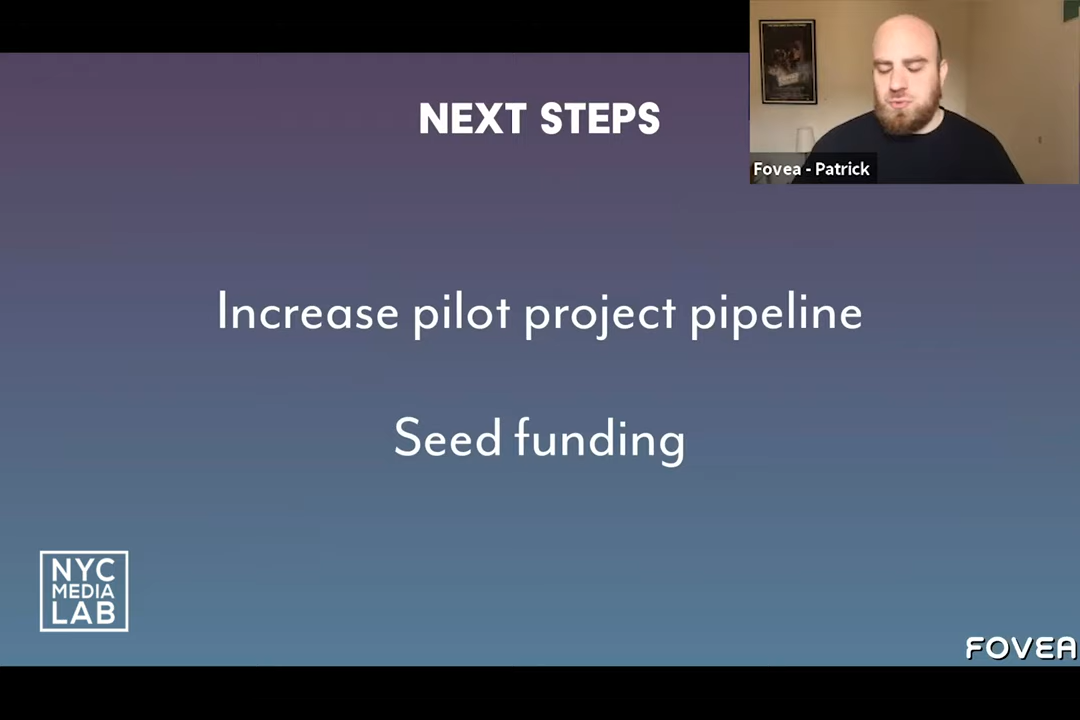 NEXT STEPS
Fovea - Patrick
Increase pilot project pipeline
Seed funding
NYC
MEDIA
LAB
FOVEA